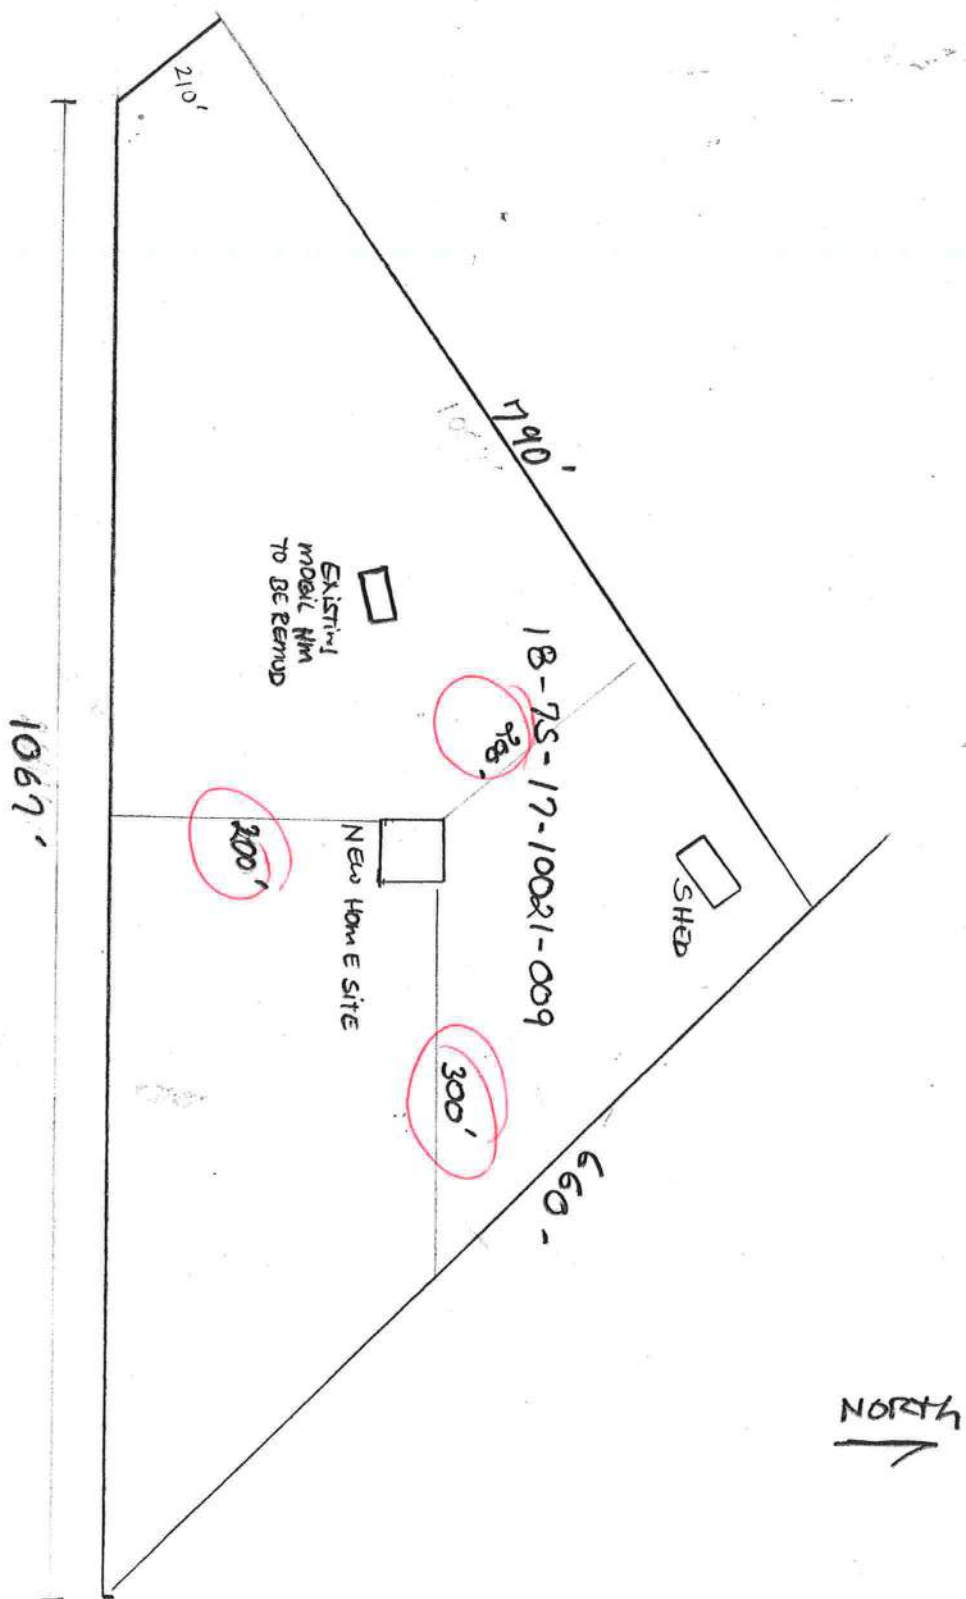 210'
790'
EXISTING
MOBIL HM
TO BE REMVD
18-7S-17-10021-009
SHED
200'
NEW HOME SITE
300'
660'
1067'
NORTH